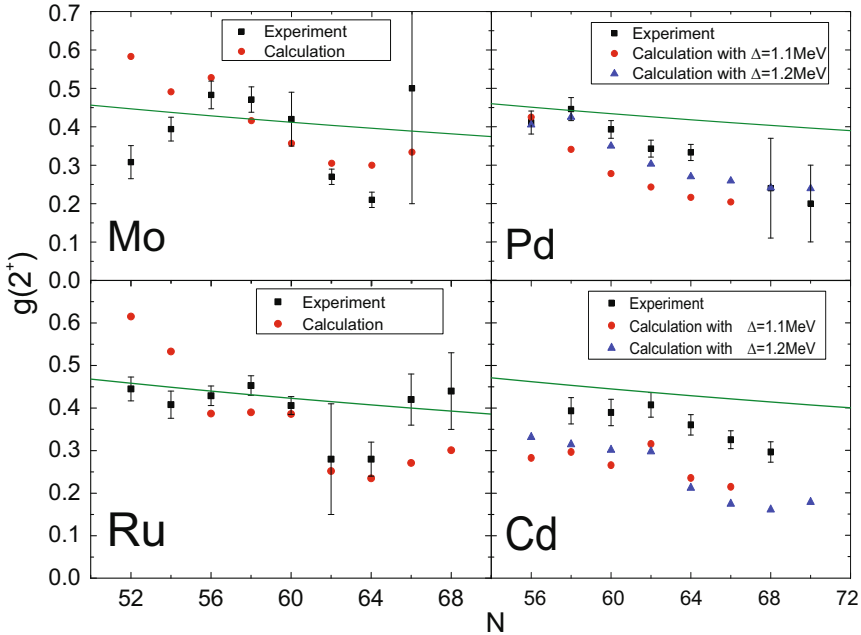 0.7
0.6
0.5
0.4
0.3
0.2
0.1
0.0
Experiment
Calculation
Mo
Experiment
Calculation with Δ=1.1MeV
Calculation with Δ=1.2MeV
Pd
g(2⁺)
0.6
0.5
0.4
0.3
0.2
0.1
0.0
Experiment
Calculation
Ru
Experiment
Calculation with Δ=1.1MeV
Calculation with Δ=1.2MeV
Cd
52 56 60 64 68 56 60 64 68 72
N